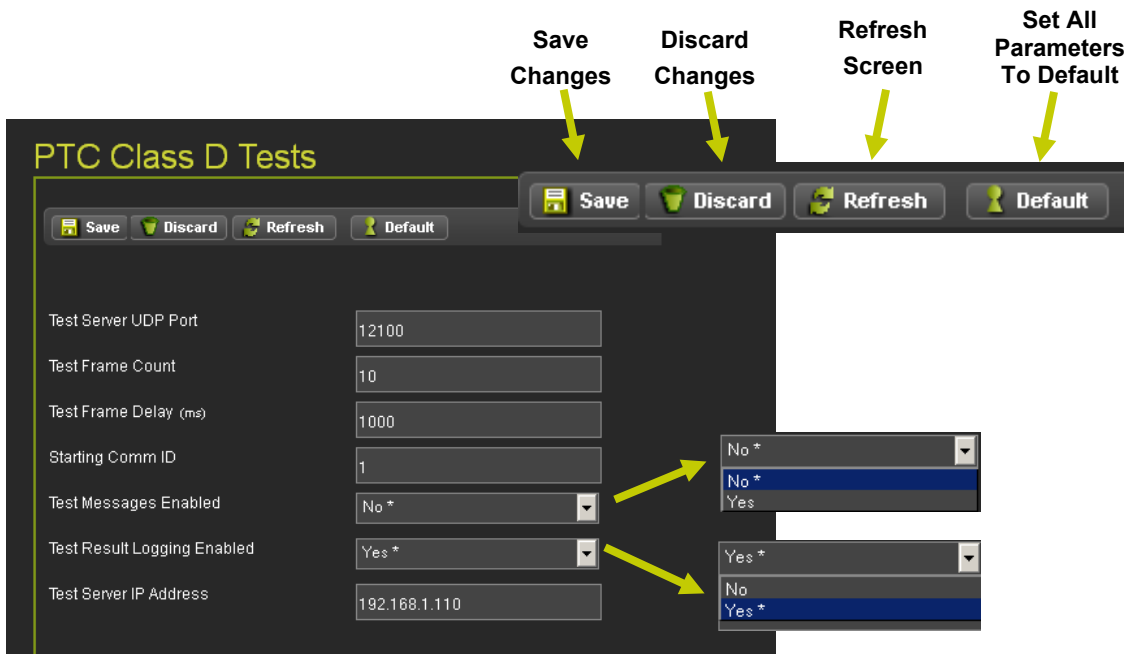 Save
Changes
Discard
Changes
Refresh
Screen
Set All
Parameters
To Default
PTC Class D Tests
Save Discard Refresh Default
Save Discard Refresh Default
Test Server UDP Port 12100
Test Frame Count 10
Test Frame Delay (ms) 1000
Starting Comm ID 1
Test Messages Enabled No *
No *
No *
Yes
Test Result Logging Enabled Yes *
Yes *
No
Yes *
Test Server IP Address 192.168.1.110